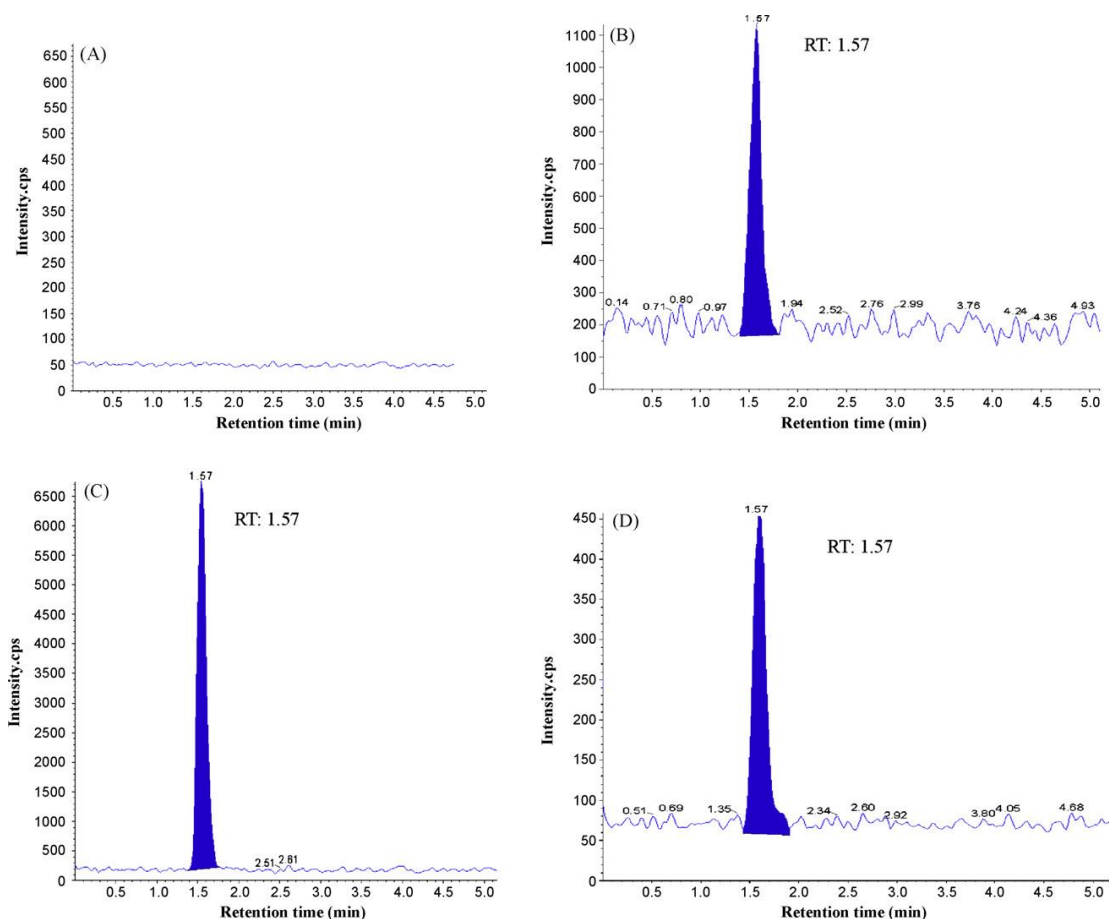 (A)
650
600
550
500
450
400
350
300
250
200
150
100
50
0
Intensity.cps
0.5 1.0 1.5 2.0 2.5 3.0 3.5 4.0 4.5 5.0
Retention time (min)
(B)
1.57
RT: 1.57
1100
1000
900
800
700
600
500
400
300
200
100
0
Intensity.cps
0.14 0.71 0.80 0.97 1.94 2.52 2.76 2.99 3.76 4.24 4.36 4.93
0.5 1.0 1.5 2.0 2.5 3.0 3.5 4.0 4.5 5.0
Retention time (min)
(C)
1.57
RT: 1.57
6500
6000
5500
5000
4500
4000
3500
3000
2500
2000
1500
1000
500
0
Intensity.cps
2.51 2.61
0.5 1.0 1.5 2.0 2.5 3.0 3.5 4.0 4.5 5.0
Retention time (min)
(D)
1.57
RT: 1.57
450
400
350
300
250
200
150
100
50
0
Intensity.cps
0.51 0.69 1.35 2.34 2.60 2.92 3.80 4.05 4.68
0.5 1.0 1.5 2.0 2.5 3.0 3.5 4.0 4.5 5.0
Retention time (min)